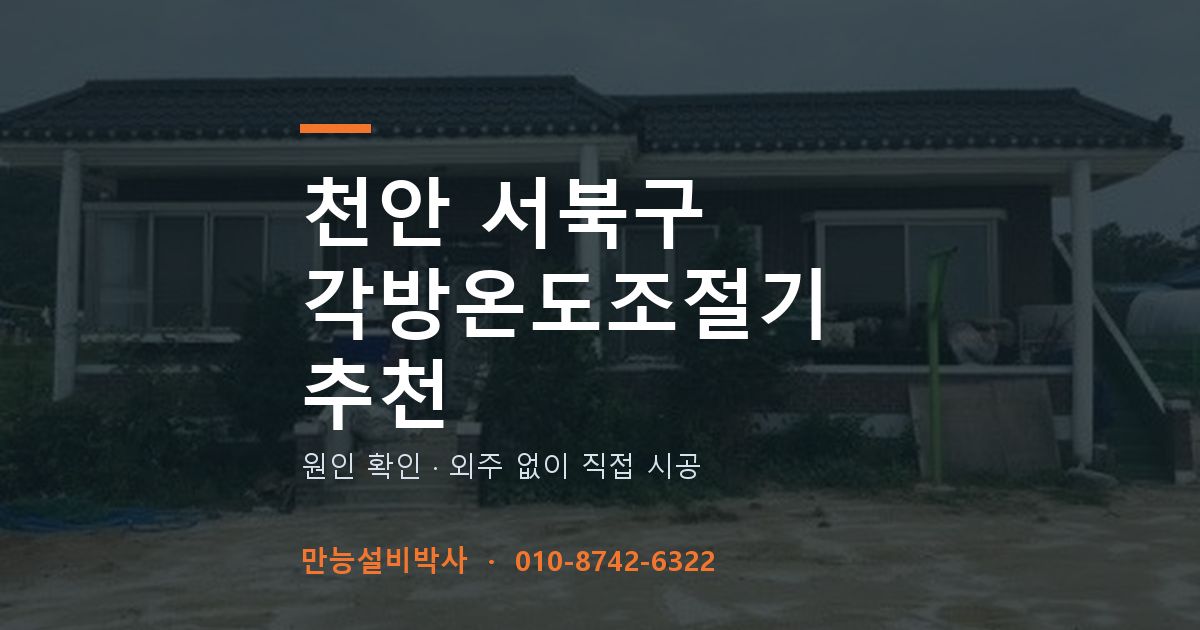 천안 서북구
각방온도조절기
추천
원인 확인 · 외주 없이 직접 시공
만능설비박사 · 010-8742-6322